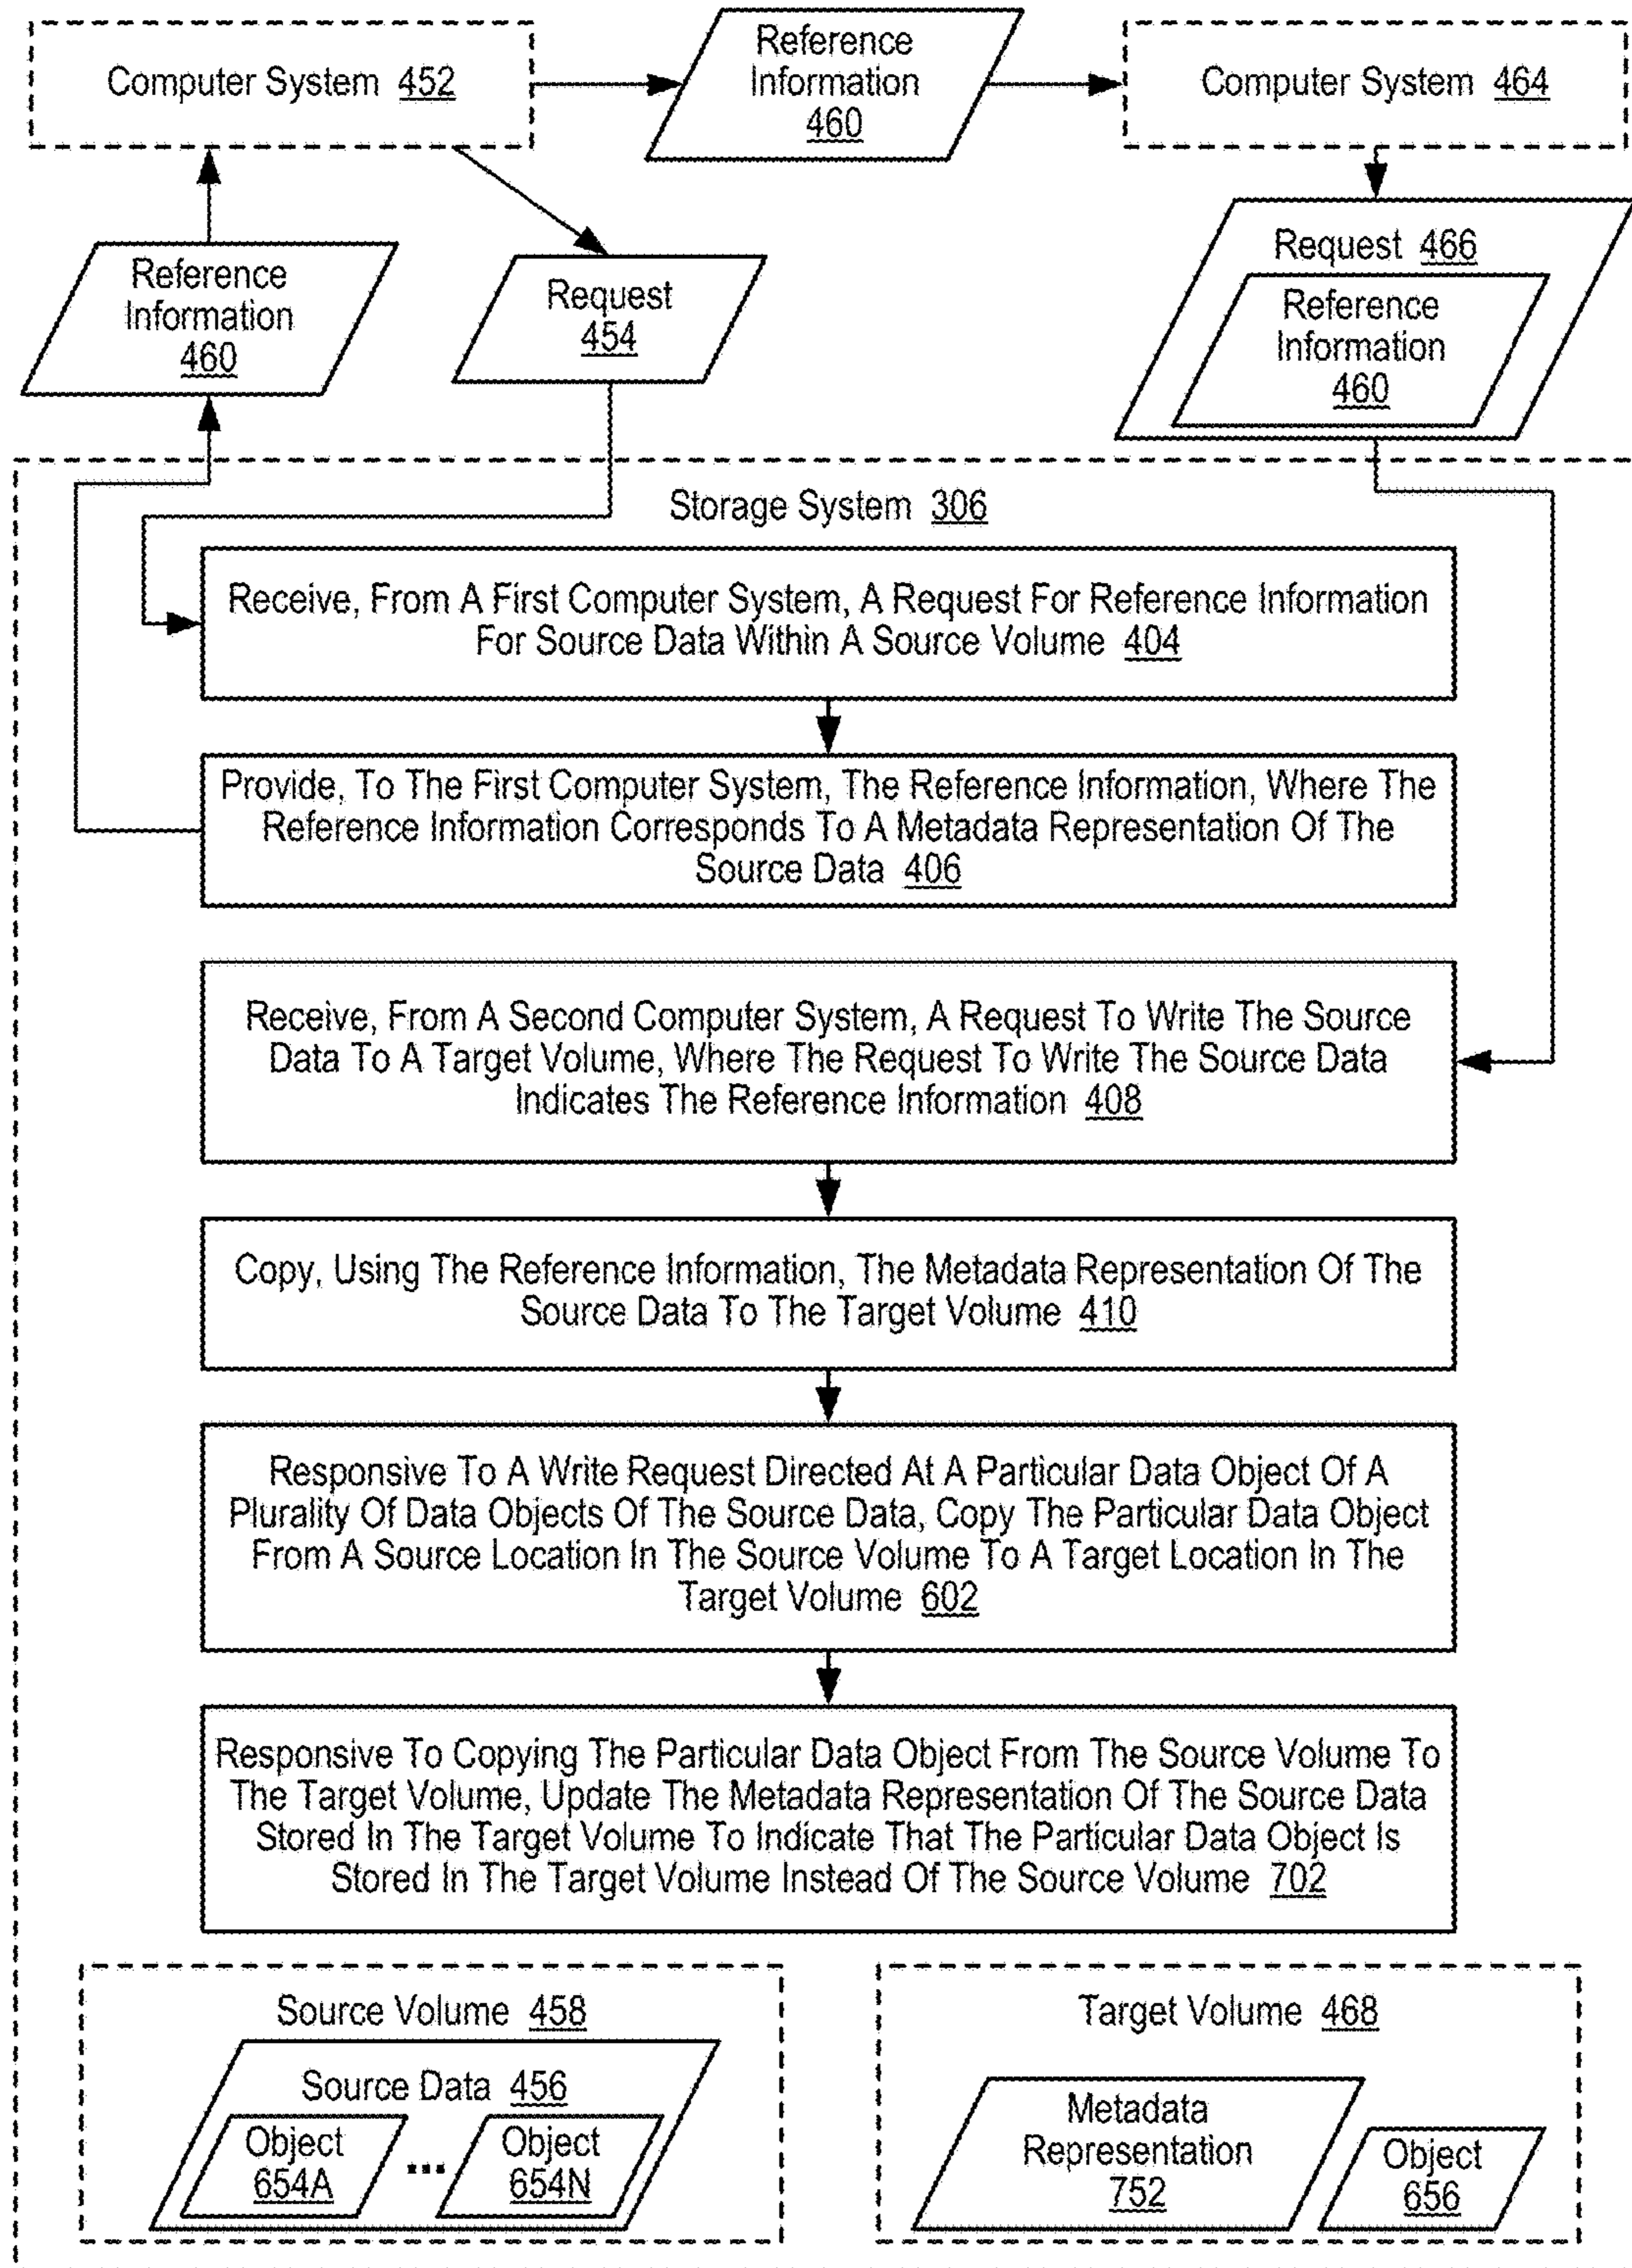 Computer System 452
Reference
Information
460
Computer System 464
Reference
Information
460
Request
454
Request 466
Reference
Information
460
Storage System 306
Receive, From A First Computer System, A Request For Reference Information
For Source Data Within A Source Volume 404
Provide, To The First Computer System, The Reference Information, Where The
Reference Information Corresponds To A Metadata Representation Of The
Source Data 406
Receive, From A Second Computer System, A Request To Write The Source
Data To A Target Volume, Where The Request To Write The Source Data
Indicates The Reference Information 408
Copy, Using The Reference Information, The Metadata Representation Of The
Source Data To The Target Volume 410
Responsive To A Write Request Directed At A Particular Data Object Of A
Plurality Of Data Objects Of The Source Data, Copy The Particular Data Object
From A Source Location In The Source Volume To A Target Location In The
Target Volume 602
Responsive To Copying The Particular Data Object From The Source Volume To
The Target Volume, Update The Metadata Representation Of The Source Data
Stored In The Target Volume To Indicate That The Particular Data Object Is
Stored In The Target Volume Instead Of The Source Volume 702
Source Volume 458
Source Data 456
Object
654A
...
Object
654N
Target Volume 468
Metadata
Representation
752
Object
656